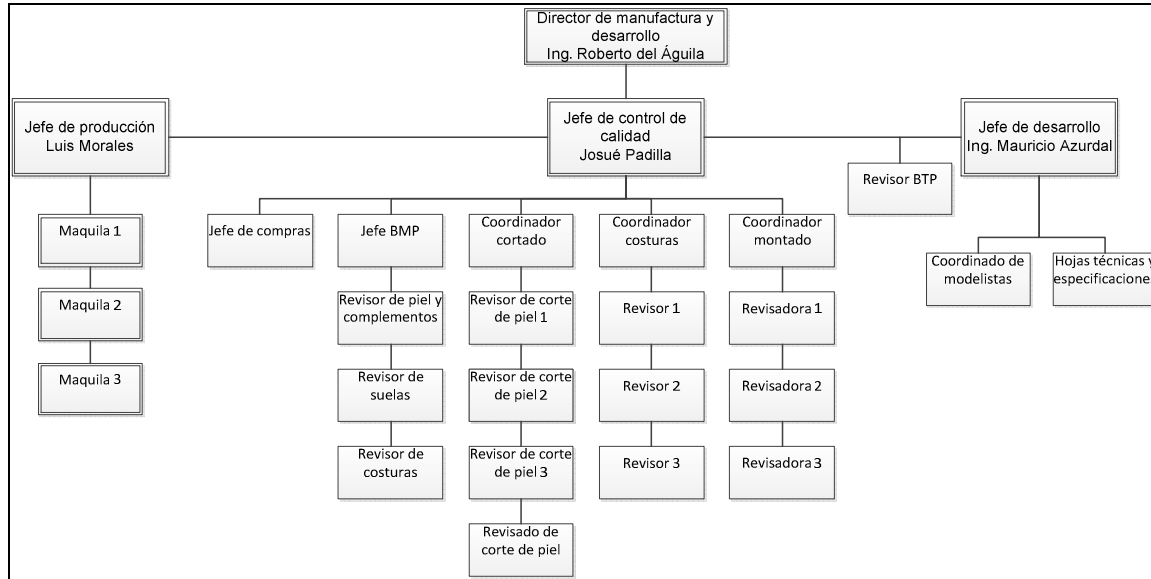 Director de manufactura y
desarrollo
Ing. Roberto del Águila
Jefe de producción
Luis Morales
Jefe de control de
calidad
Josué Padilla
Jefe de desarrollo
Ing. Mauricio Azurdal
Revisor BTP
Maquila 1
Maquila 2
Maquila 3
Jefe de compras
Jefe BMP
Revisor de piel y
complementos
Revisor de
suelas
Revisor de
costuras
Coordinador
cortado
Revisor de corte
de piel 1
Revisor de corte
de piel 2
Revisor de corte
de piel 3
Revisado de
corte de piel
Coordinador
costuras
Revisor 1
Revisor 2
Revisor 3
Coordinador
montado
Revisadora 1
Revisadora 2
Revisadora 3
Coordinado de
modelistas
Hojas técnicas y
especificaciones